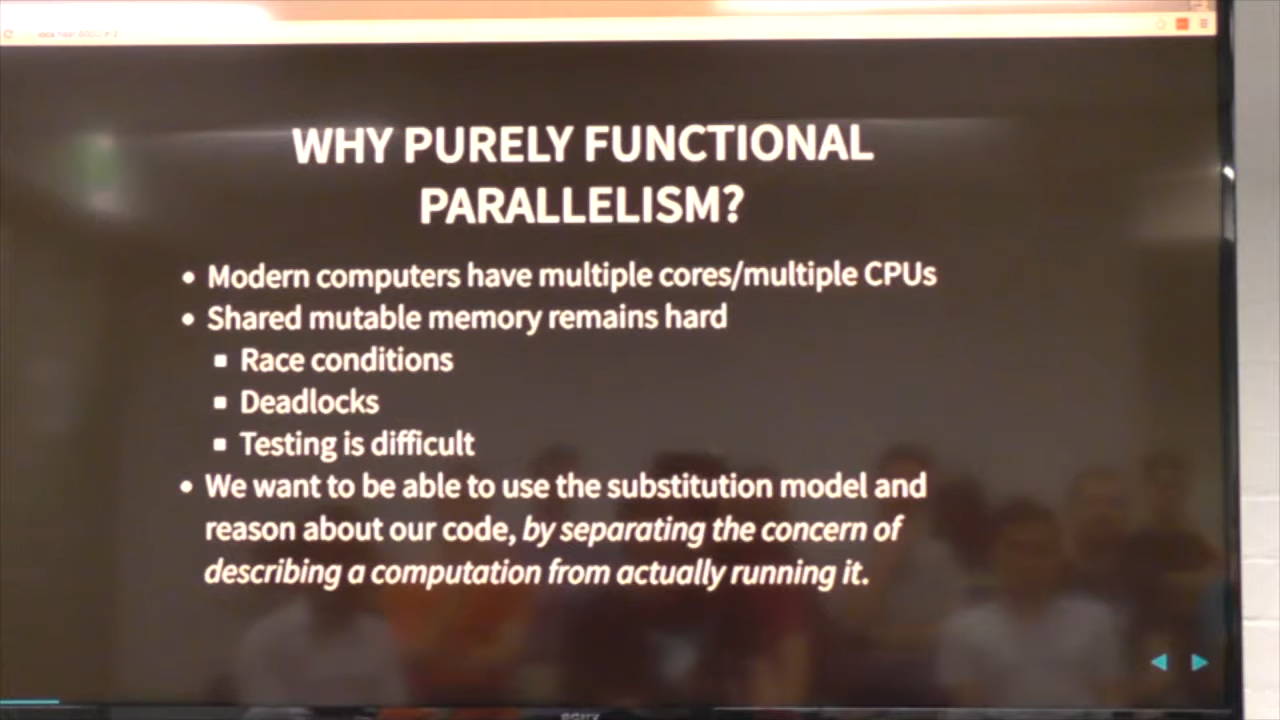 WHY PURELY FUNCTIONAL
PARALLELISM?
• Modern computers have multiple cores/multiple CPUs
• Shared mutable memory remains hard
▪ Race conditions
▪ Deadlocks
▪ Testing is difficult
• We want to be able to use the substitution model and
reason about our code, by separating the concern of
describing a computation from actually running it.